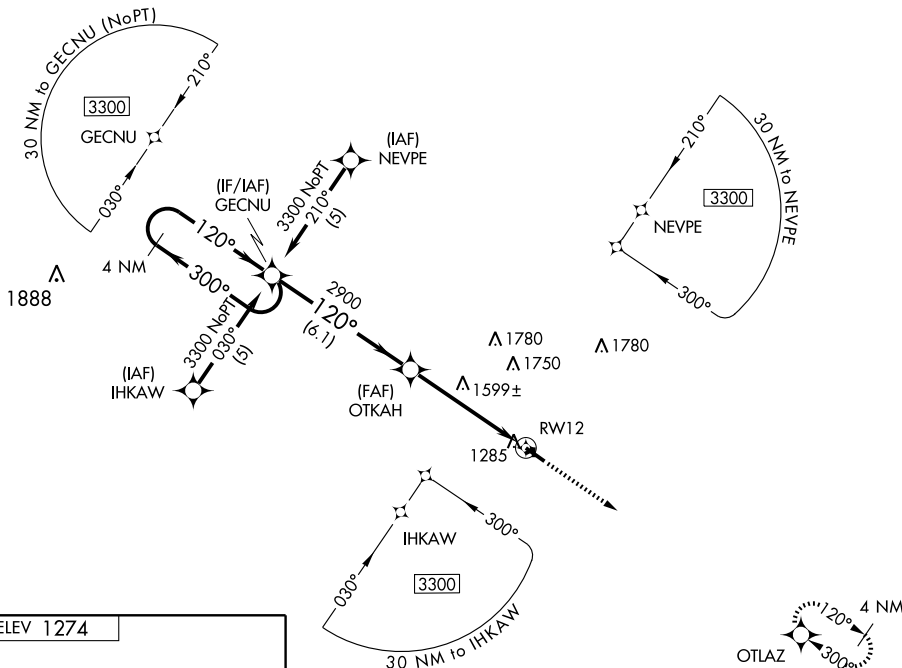 30 NM to GECNU (NoPT)
210°
3300
GECNU
030°
(IAF)
NEVPE
(IF/IAF)
GECNU
3300 NoPT
210°
(5)
120°
4 NM
300°
1888
3300 NoPT
030°
(5)
(IAF)
IHKAW
2900
120°
(6.1)
(FAF)
OTKAH
30 NM to NEVPE
210°
3300
NEVPE
300°
1780
1750
1780
1599±
RW12
1285
IHKAW
300°
030°
3300
30 NM to IHKAW
ELEV 1274
120°
4 NM
OTLAZ
300°